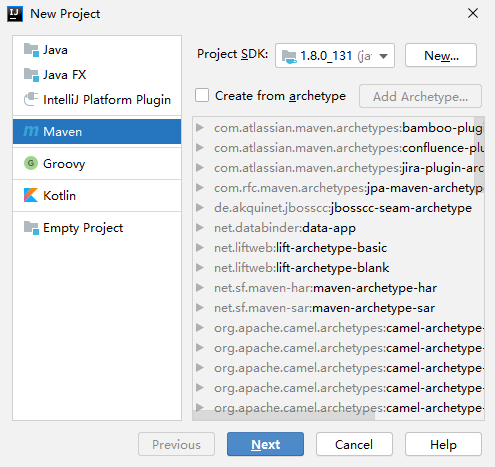 New Project
Java
Java FX
IntelliJ Platform Plugin
Maven
Groovy
Kotlin
Empty Project
Project SDK: 1.8.0_131 (ja New...
Create from archetype Add Archetype...
com.atlassian.maven.archetypes:bamboo-plug
com.atlassian.maven.archetypes:confluence-plu
com.atlassian.maven.archetypes:jira-plugin-arc
com.rfc.maven.archetypes:jpa-maven-archetyp
de.akquinet.jbosscc:jbosscc-seam-archetype
net.databinder:data-app
net.liftweb:lift-archetype-basic
net.liftweb:lift-archetype-blank
net.sf.maven-har:maven-archetype-har
net.sf.maven-sar:maven-archetype-sar
org.apache.camel.archetypes:camel-archetype-
org.apache.camel.archetypes:camel-archetype-
org.apache.camel.archetypes:camel-archetype-
org.apache.camel.archetypes:camel-archetype-
org.apache.camel.archetypes:camel-archetype-
Previous Next Cancel Help